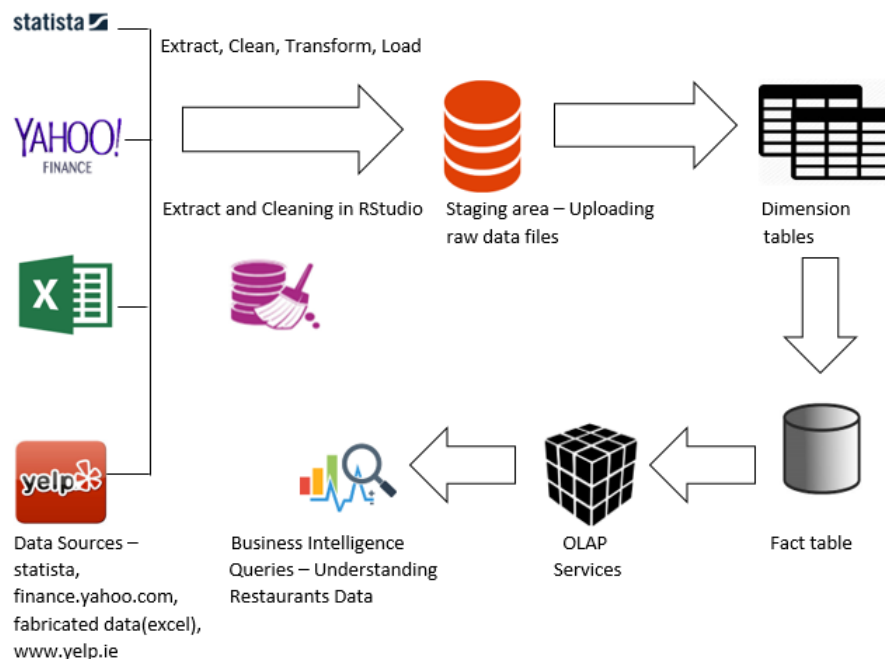 statista
Extract, Clean, Transform, Load
YAHOO!
FINANCE
Extract and Cleaning in RStudio
Staging area – Uploading
raw data files
Dimension
tables
X
yelp
Data Sources –
statista,
finance.yahoo.com,
fabricated data(excel),
www.yelp.ie
Business Intelligence
Queries – Understanding
Restaurants Data
OLAP
Services
Fact table